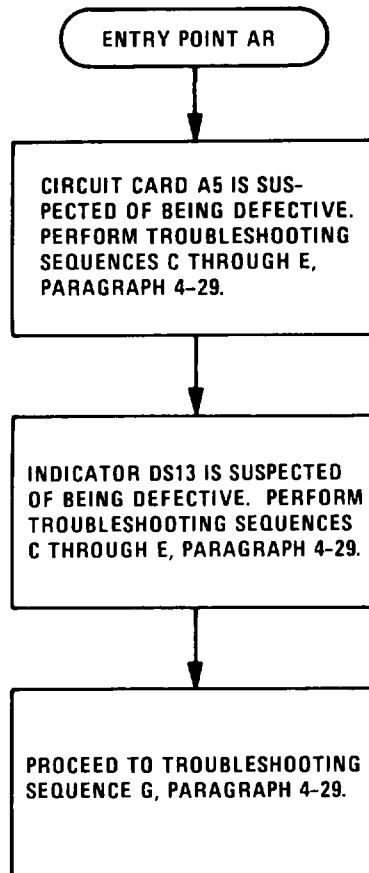 ENTRY POINT AR
CIRCUIT CARD A5 IS SUS-
PECTED OF BEING DEFECTIVE.
PERFORM TROUBLESHOOTING
SEQUENCES C THROUGH E,
PARAGRAPH 4-29.
INDICATOR DS13 IS SUSPECTED
OF BEING DEFECTIVE. PERFORM
TROUBLESHOOTING SEQUENCES
C THROUGH E, PARAGRAPH 4-29.
PROCEED TO TROUBLESHOOTING
SEQUENCE G, PARAGRAPH 4-29.